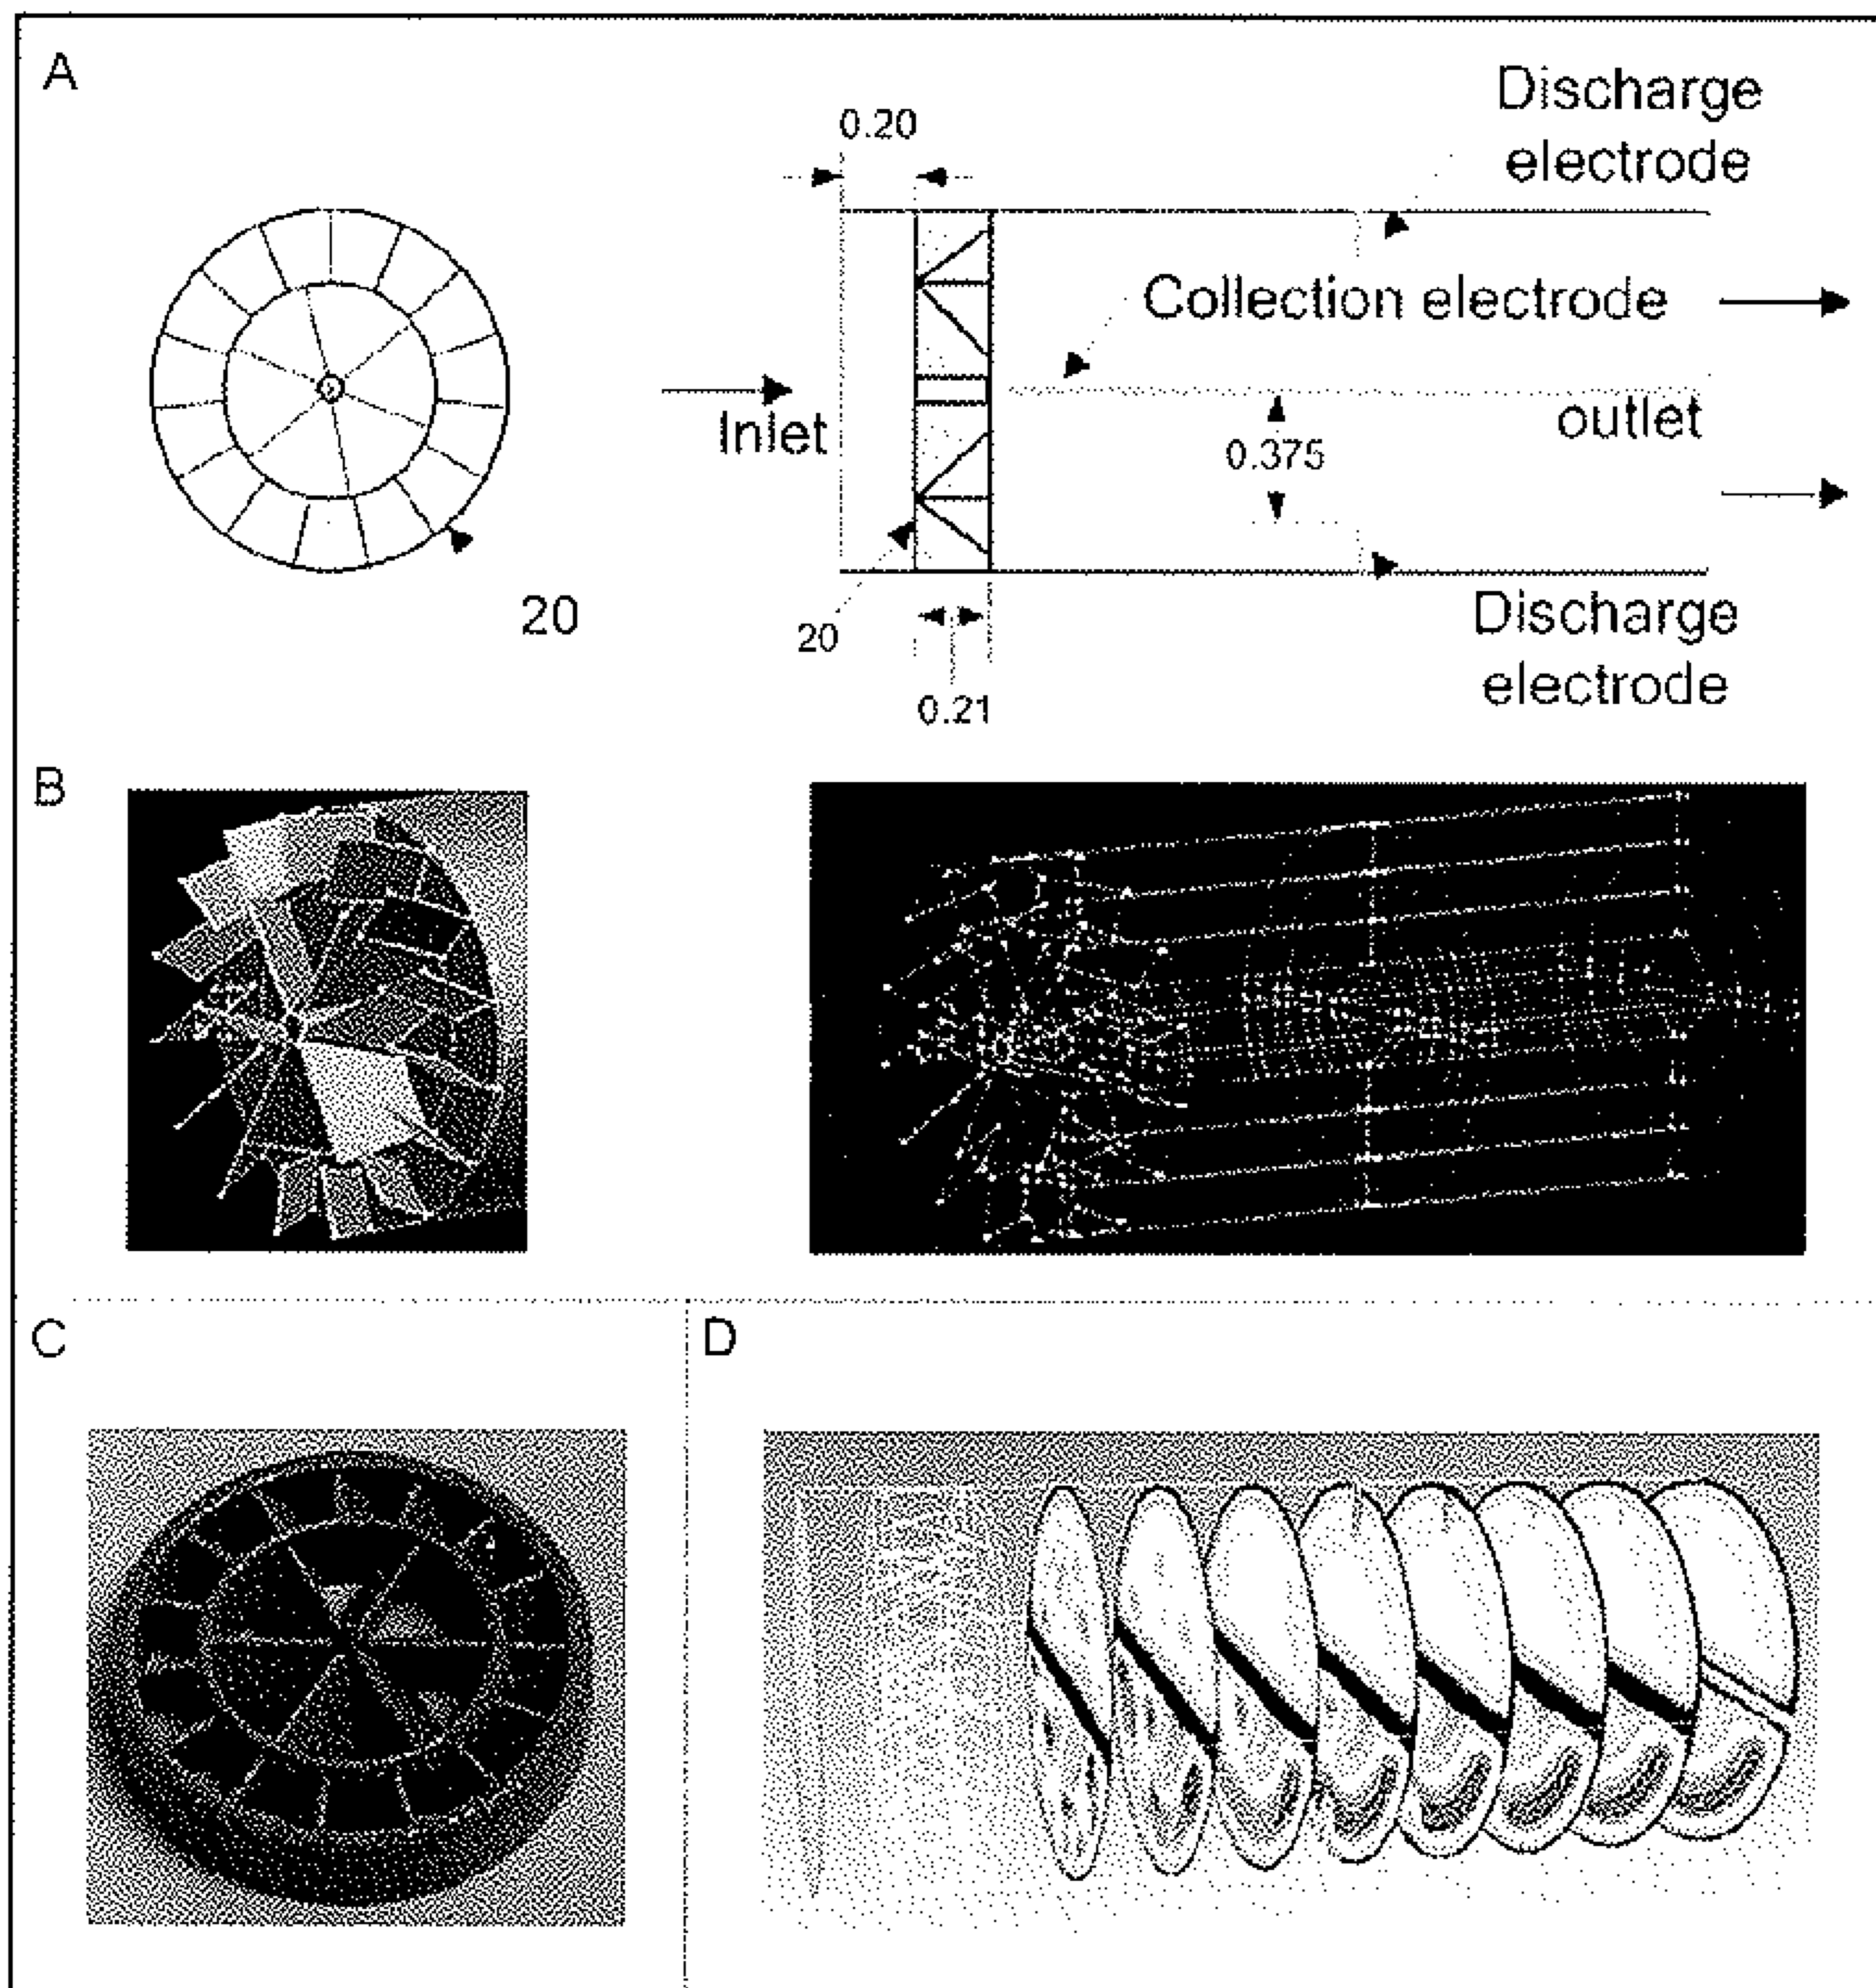 A
Discharge
electrode
0.20
Collection electrode
Inlet
outlet
0.375
20
20
0.21
Discharge
electrode
B
C
D